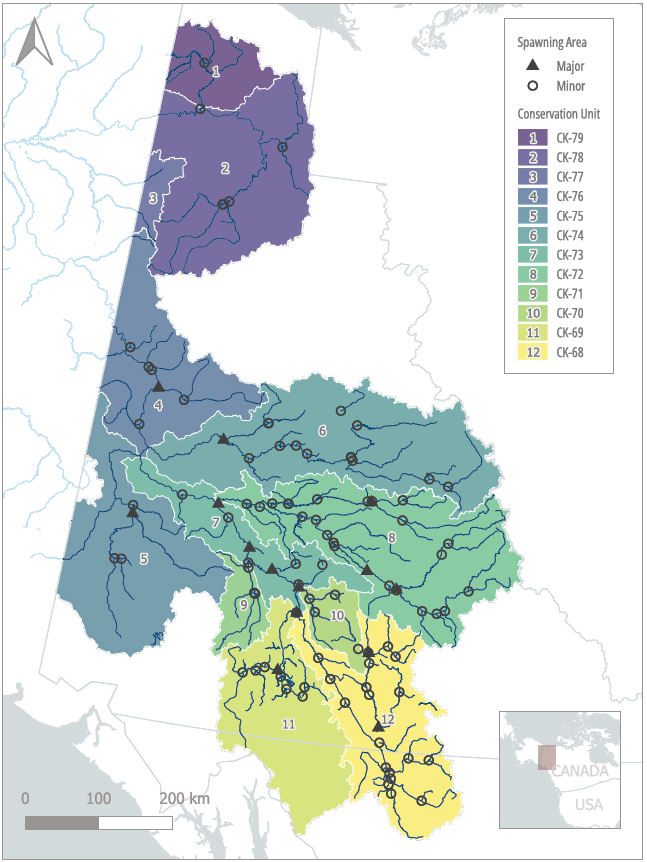 Spawning Area
Major
Minor
Conservation Unit
1 CK-79
2 CK-78
3 CK-77
4 CK-76
5 CK-75
6 CK-74
7 CK-73
8 CK-72
9 CK-71
10 CK-70
11 CK-69
12 CK-68
1
2
3
4
6
7
8
5
9
10
12
11
CANADA
USA
0 100 200 km